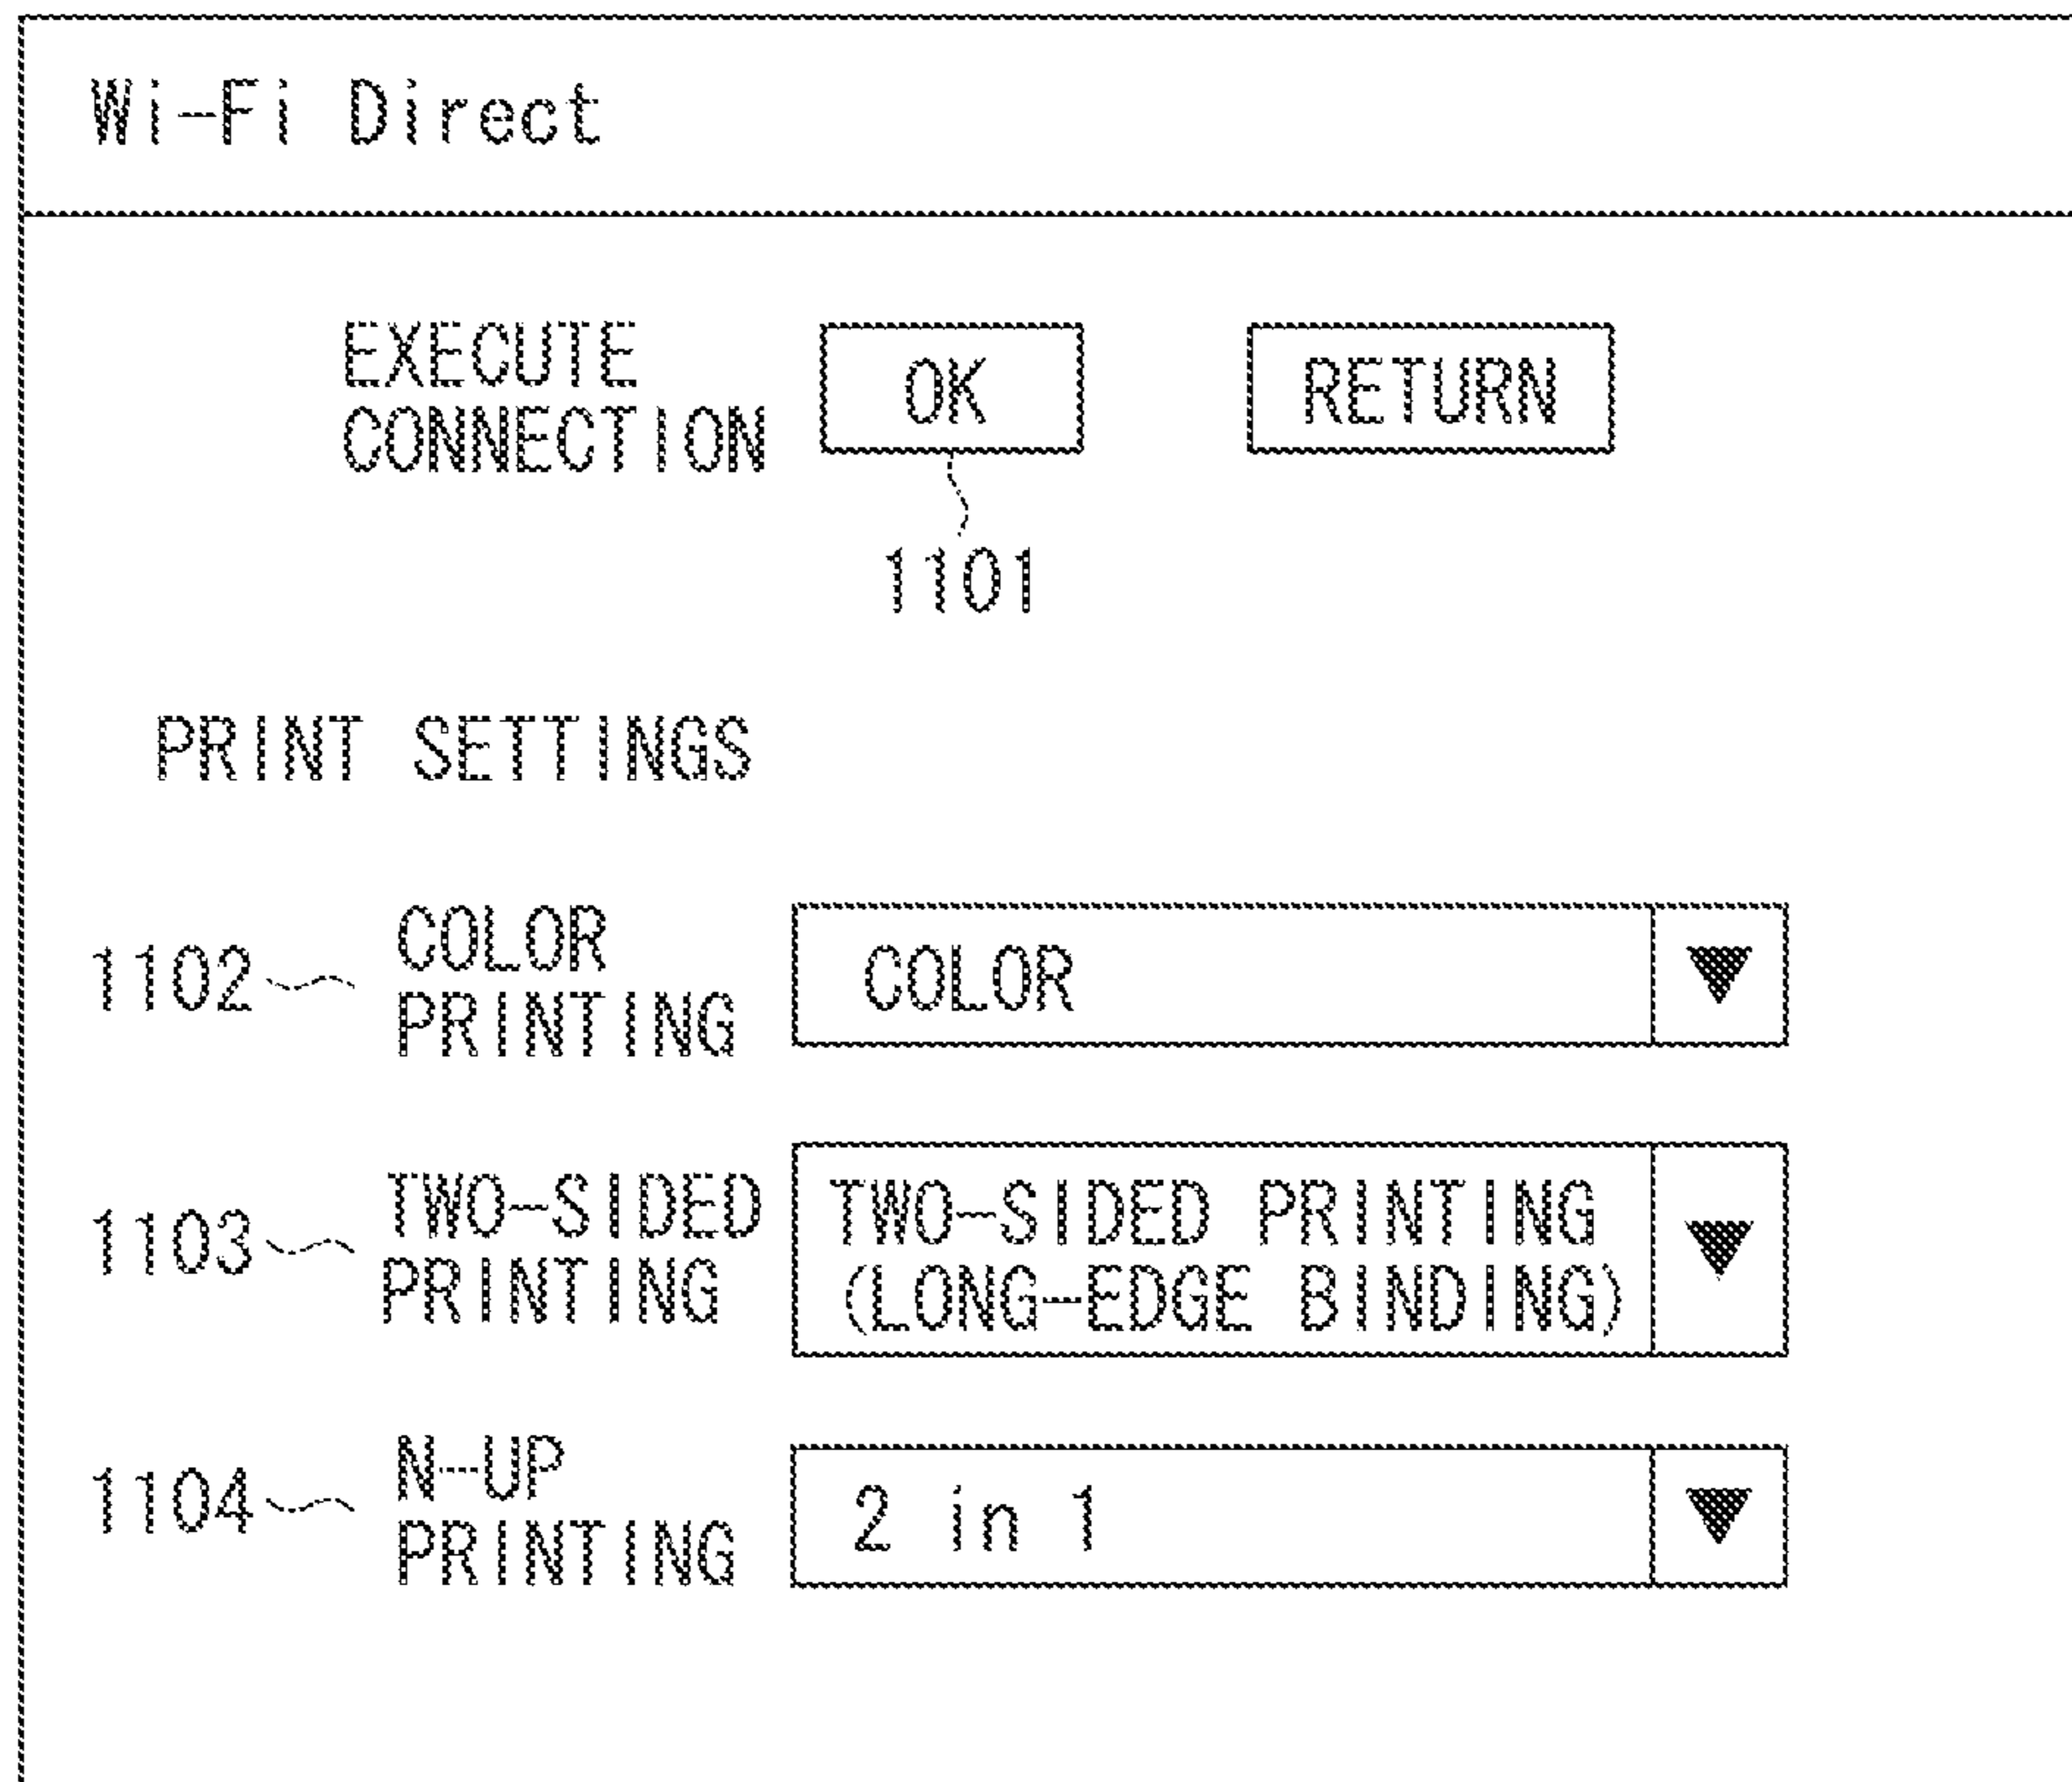 Wi-Fi Direct
EXECUTE
CONNECTION
OK
RETURN
1101
PRINT SETTINGS
1102
COLOR
PRINTING
COLOR
1103
TWO-SIDED
PRINTING
TWO-SIDED PRINTING
(LONG-EDGE BINDING)
1104
N-UP
PRINTING
2 in 1